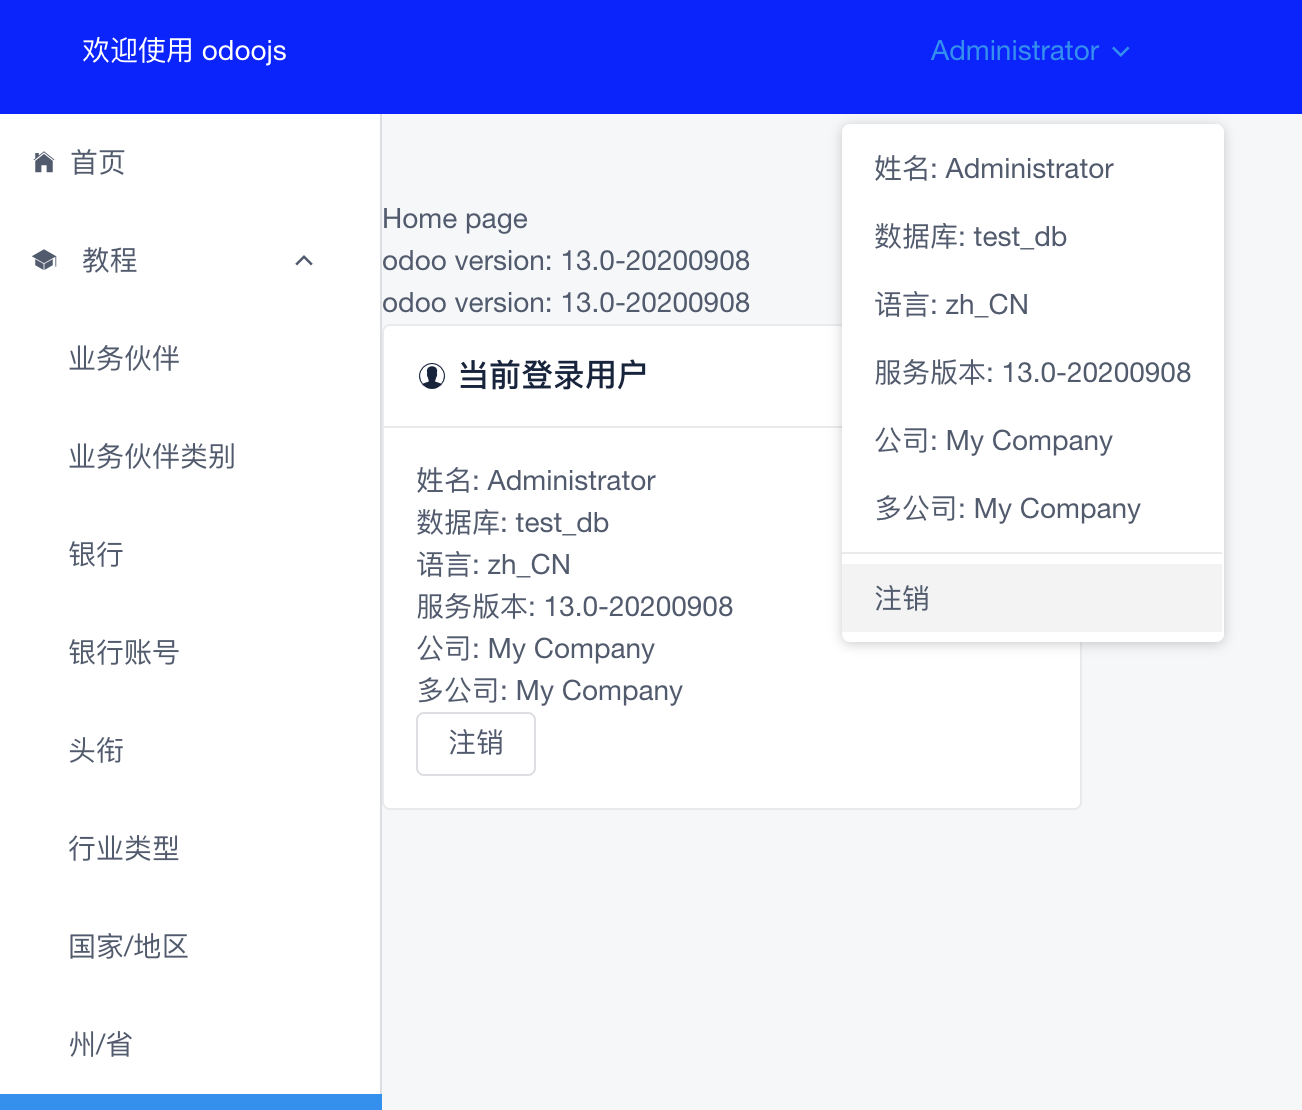 欢迎使用 odoojs
Administrator
首页
教程
业务伙伴
业务伙伴类别
银行
银行账号
头衔
行业类型
国家/地区
州/省
Home page
odoo version: 13.0-20200908
odoo version: 13.0-20200908
当前登录用户
姓名: Administrator
数据库: test_db
语言: zh_CN
服务版本: 13.0-20200908
公司: My Company
多公司: My Company
注销
姓名: Administrator
数据库: test_db
语言: zh_CN
服务版本: 13.0-20200908
公司: My Company
多公司: My Company
注销